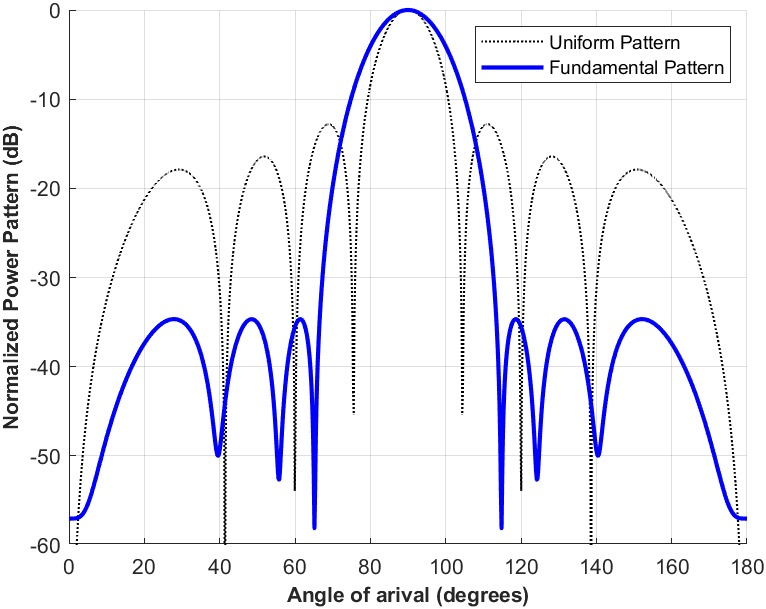 0
-10
-20
-30
-40
-50
-60
Normalized Power Pattern (dB)
Uniform Pattern
Fundamental Pattern
0 20 40 60 80 100 120 140 160 180
Angle of arival (degrees)